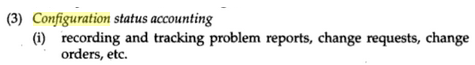 (3) Configuration status accounting
(i) recording and tracking problem reports, change requests, change
orders, etc.